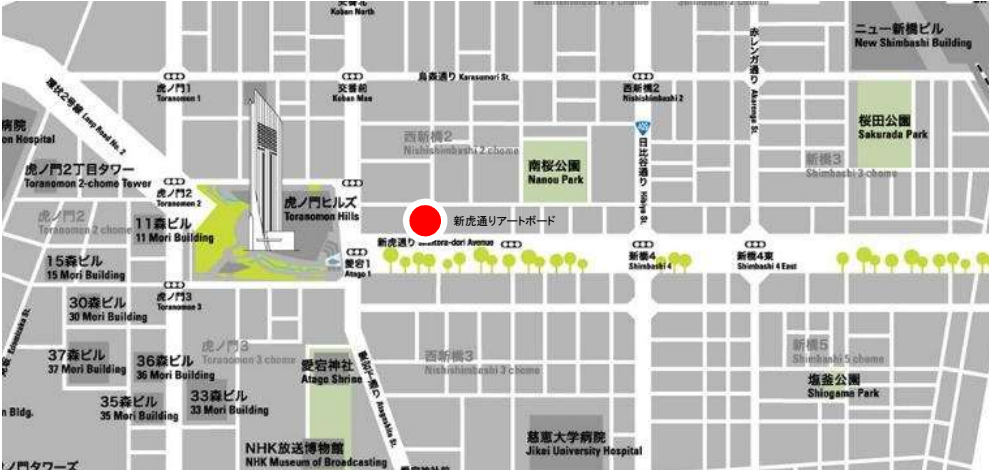 Koban North
ニュー新橋ビル
New Shimbashi Building
赤レンガ通り Akarenga St.
虎ノ門1
Toranomon 1
交番前
Koban Mae
烏森通り Karasumori St.
西新橋2
Nishishimbashi 2
環状2号線 Loop Road No. 2
病院
on Hospital
西新橋2
Nishishimbashi 2 chome
日比谷通り Hibiya St.
桜田公園
Sakurada Park
新橋3
Shimbashi 3 chome
虎ノ門2丁目タワー
Toranomon 2-chome Tower
南桜公園
Nanou Park
虎ノ門2
Toranomon 2
虎ノ門ヒルズ
Toranomon Hills
虎ノ門2
Toranomon 2 chome
11森ビル
11 Mori Building
新虎通りアートボード
新虎通り
Avenue
15森ビル
15 Mori Building
愛宕1
Atago 1
新橋4
Shimbashi 4
新橋4東
Shimbashi 4 East
虎ノ門3
Toranomon 3
30森ビル
30 Mori Building
虎ノ門3
Toranomon 3 chome
37森ビル
37 Mori Building
36森ビル
36 Mori Building
愛宕神社
Atago Shrine
西新橋3
Nishishimbashi 3 chome
新橋5
Shimbashi 5 chome
塩釜公園
Shiogama Park
35森ビル
35 Mori Building
33森ビル
33 Mori Building
Atagoshita St.
n Bldg.
NHK放送博物館
NHK Museum of Broadcasting
慈恵大学病院
Jikei University Hospital
ノ門タワーズ